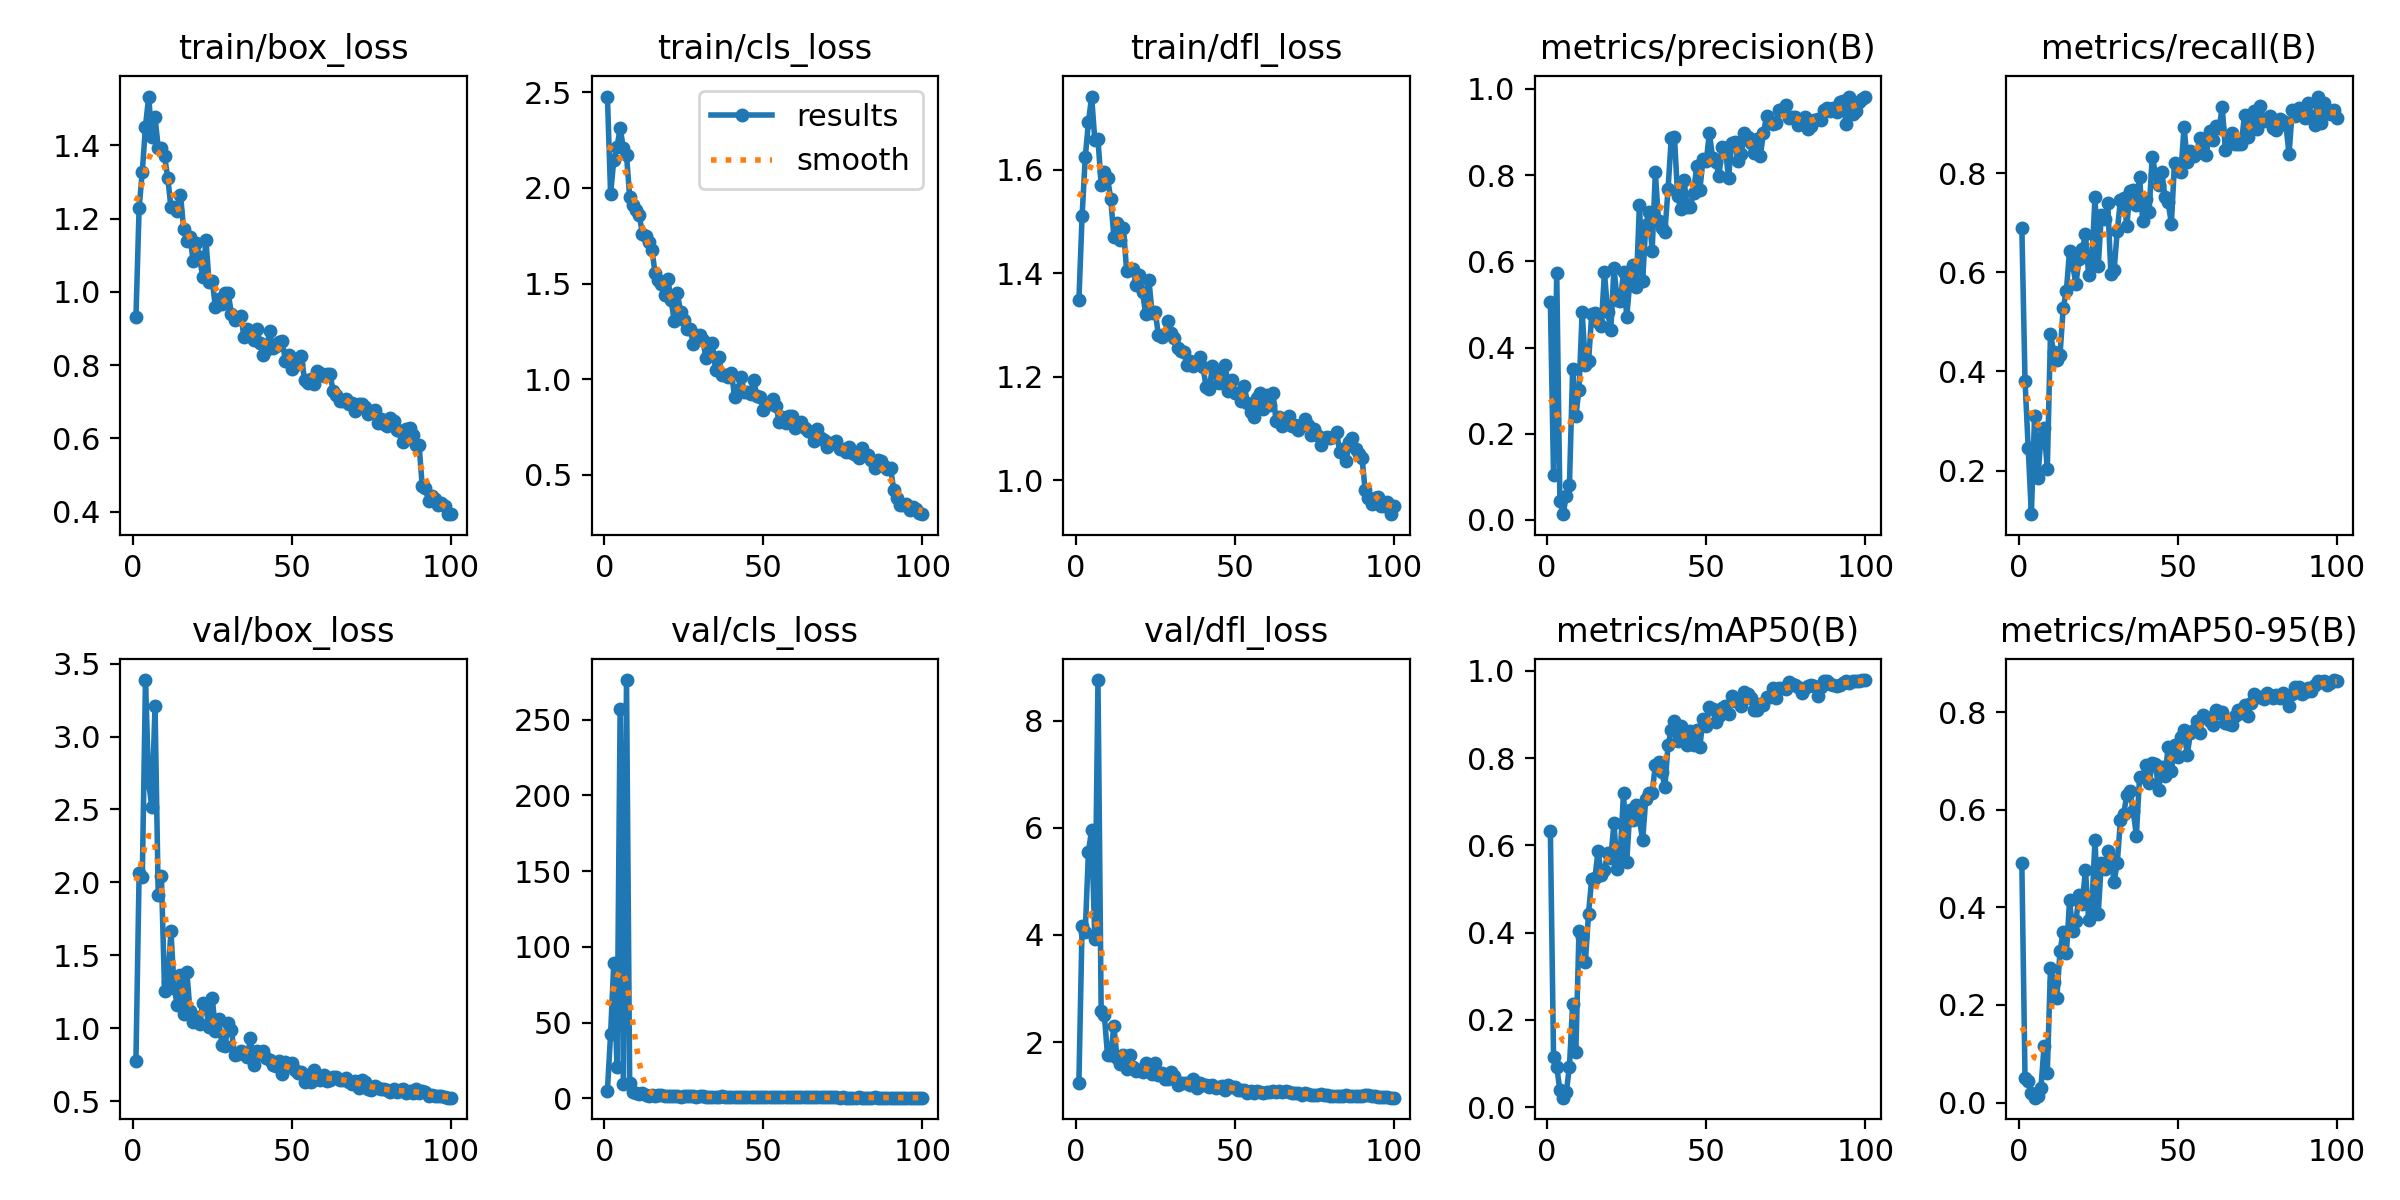 train/box_loss
1.4
1.2
1.0
0.8
0.6
0.4
0 50 100
train/cls_loss
results
smooth
2.5
2.0
1.5
1.0
0.5
0 50 100
train/dfl_loss
1.6
1.4
1.2
1.0
0 50 100
metrics/precision(B)
1.0
0.8
0.6
0.4
0.2
0.0
0 50 100
metrics/recall(B)
0.8
0.6
0.4
0.2
0 50 100
val/box_loss
3.5
3.0
2.5
2.0
1.5
1.0
0.5
0 50 100
val/cls_loss
250
200
150
100
50
0
0 50 100
val/dfl_loss
8
6
4
2
0 50 100
metrics/mAP50(B)
1.0
0.8
0.6
0.4
0.2
0.0
0 50 100
metrics/mAP50-95(B)
0.8
0.6
0.4
0.2
0.0
0 50 100